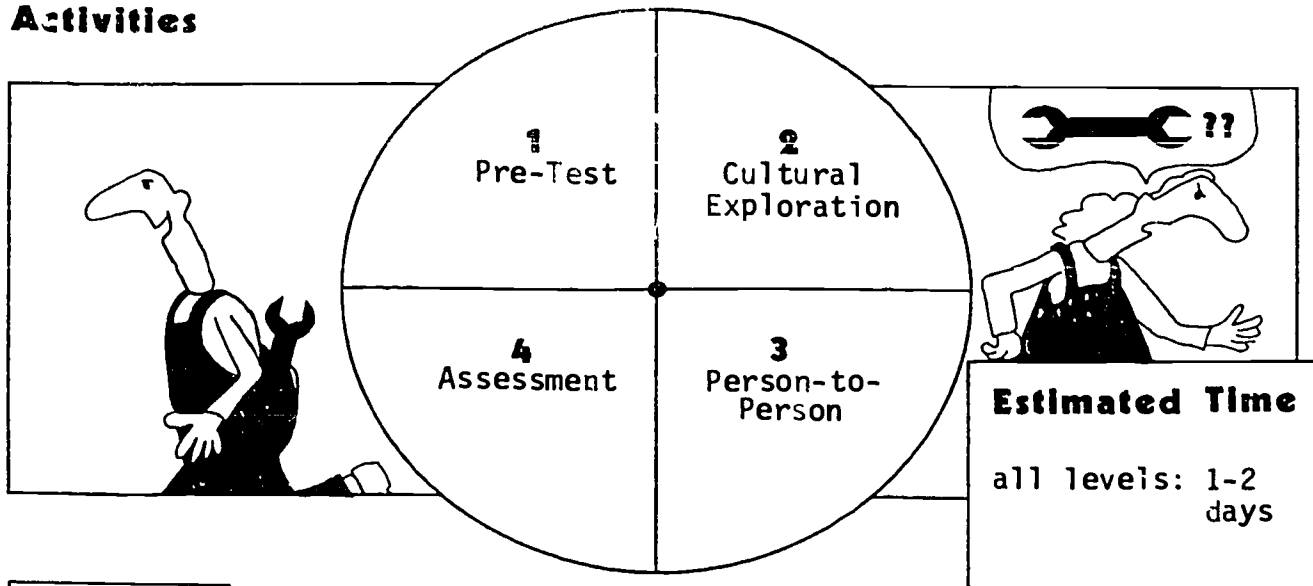 Activities
??
1
Pre-Test
2
Cultural
Exploration
4
Assessment
3
Person-to-
Person
Estimated Time
all levels: 1-2
days